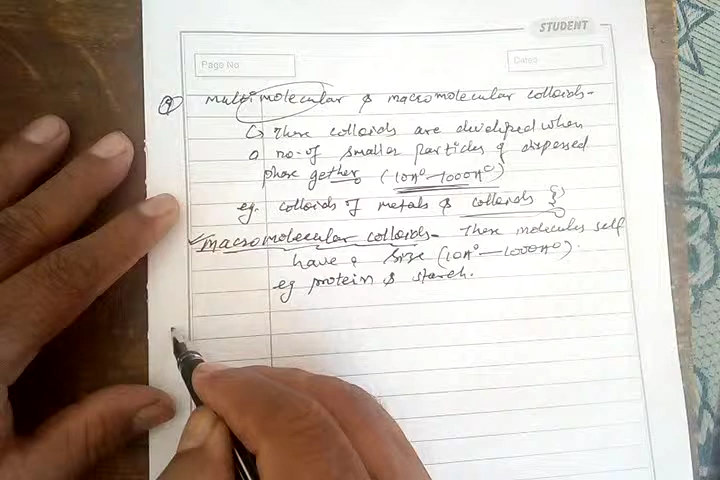 STUDENT
Page No
Date:
9 Multimolecular & macromolecular colloids-
↳ These colloids are developed when
a no. of smaller particles of dispessed
phase gether (10A° - 1000A°)
eg. colloids of metals & colloids
✓ macromolecular colloids- These molecules self
have a size (10A° — 1000A°).
eg protein & starch.